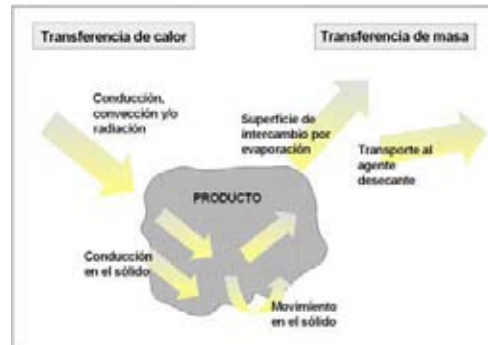 Transferencia de calor
Transferencia de masa
Conducción,
convección y/o
radiación
Superficie de
intercambio por
evaporación
Transporte al
agente
desecante
PRODUCTO
Conducción
en el sólido
Movimiento
en el sólido